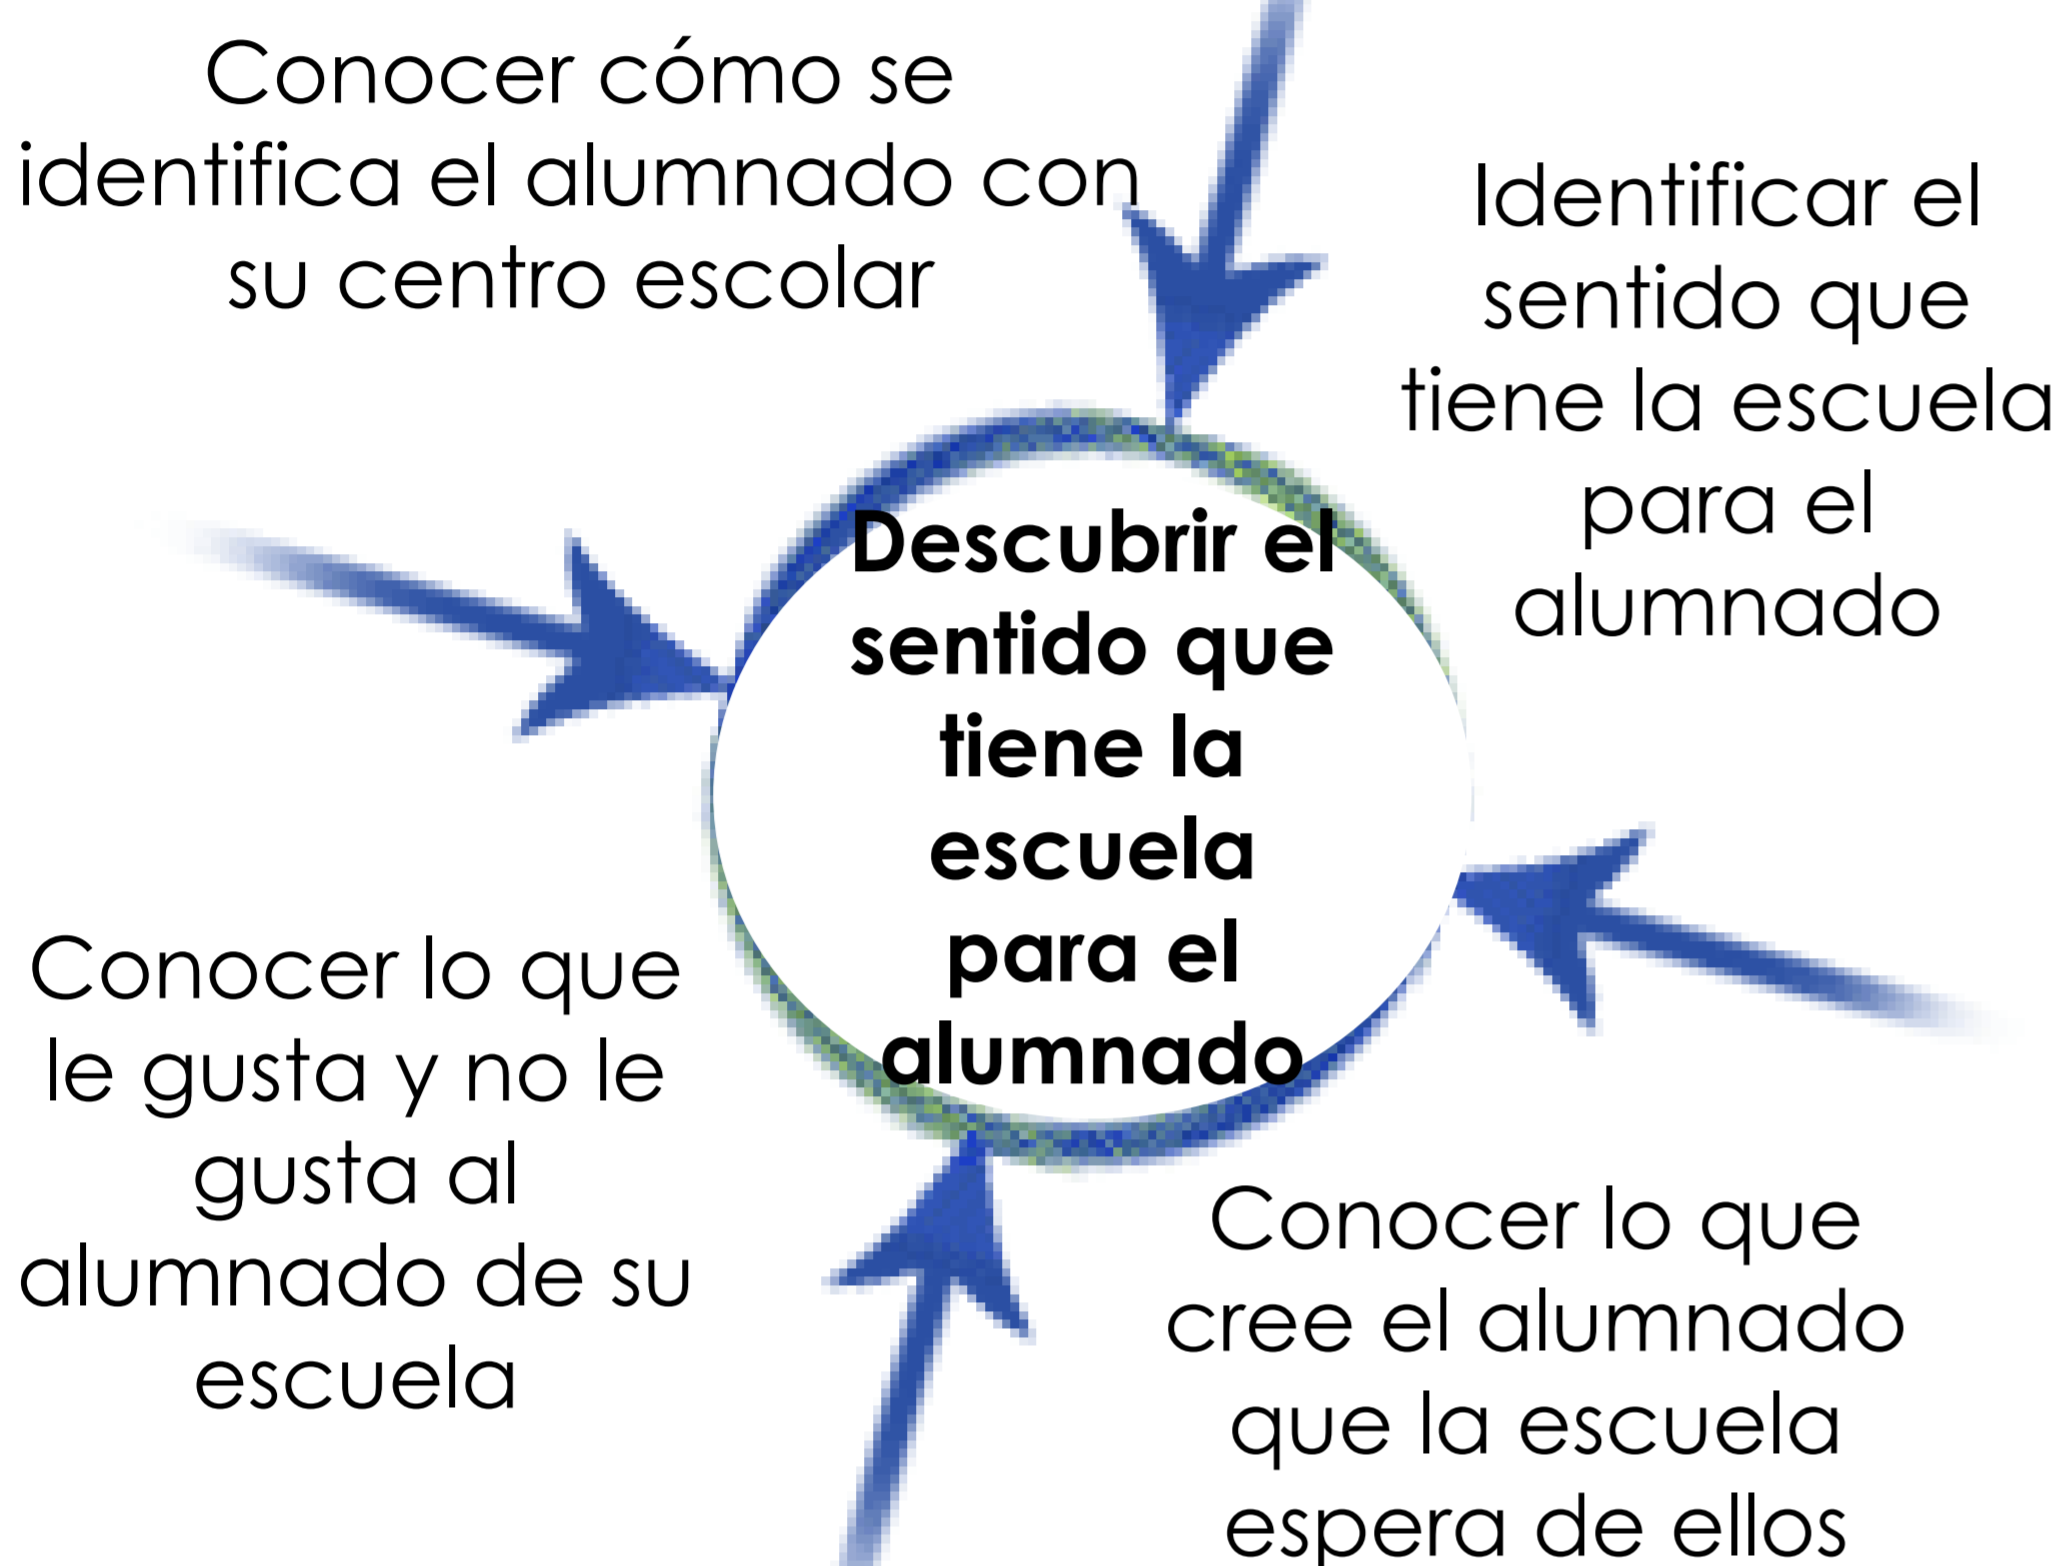 Conocer cómo se
identifica el alumnado con
su centro escolar
Identificar el
sentido que
tiene la escuela
para el
alumnado
Descubrir el
sentido que
tiene la
escuela
para el
alumnado
Conocer lo que
le gusta y no le
gusta al
alumnado de su
escuela
Conocer lo que
cree el alumnado
que la escuela
espera de ellos